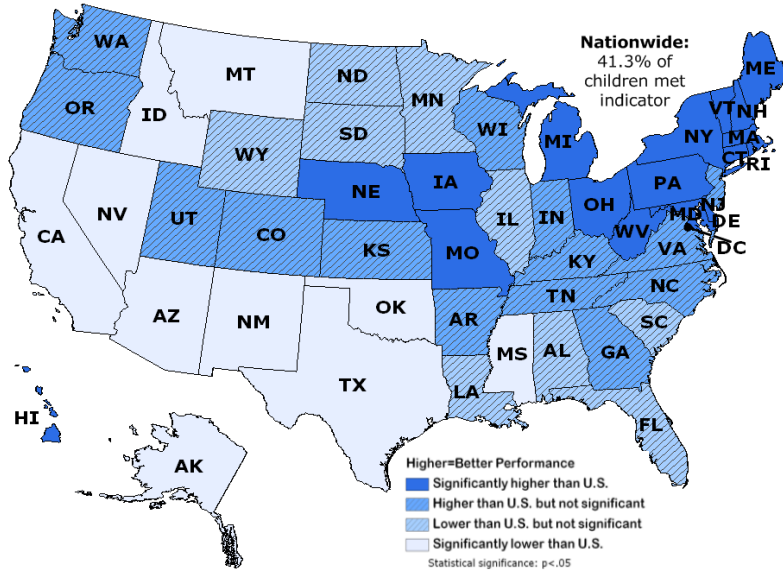 WA
MT
ND
MN
ME
Nationwide:
41.3% of
children met
indicator
OR
ID
WY
SD
WI
MI
NY
VT
NH
MA
CT
RI
NE
IA
PA
NJ
NV
UT
CO
KS
MO
IL
IN
OH
WV
MD
DE
DC
VA
CA
AZ
NM
OK
AR
KY
TN
NC
SC
TX
LA
MS
AL
GA
FL
HI
AK
Higher=Better Performance
Significantly higher than U.S.
Higher than U.S. but not significant
Lower than U.S. but not significant
Significantly lower than U.S.
Statistical significance: p<.05